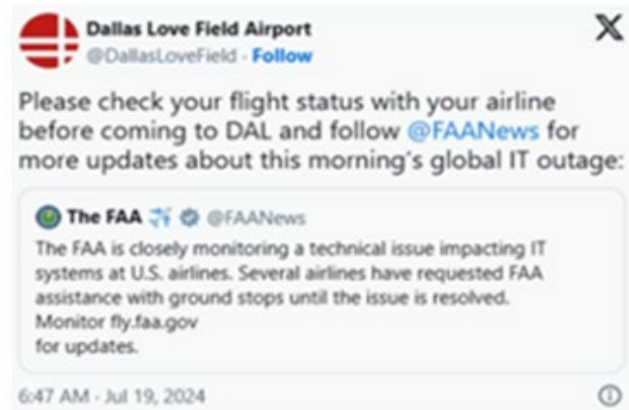 Dallas Love Field Airport
@DallasLoveField · Follow
Please check your flight status with your airline
before coming to DAL and follow @FAANews for
more updates about this morning's global IT outage:
The FAA @FAANews
The FAA is closely monitoring a technical issue impacting IT
systems at U.S. airlines. Several airlines have requested FAA
assistance with ground stops until the issue is resolved.
Monitor fly.faa.gov
for updates.
6:47 AM · Jul 19, 2024